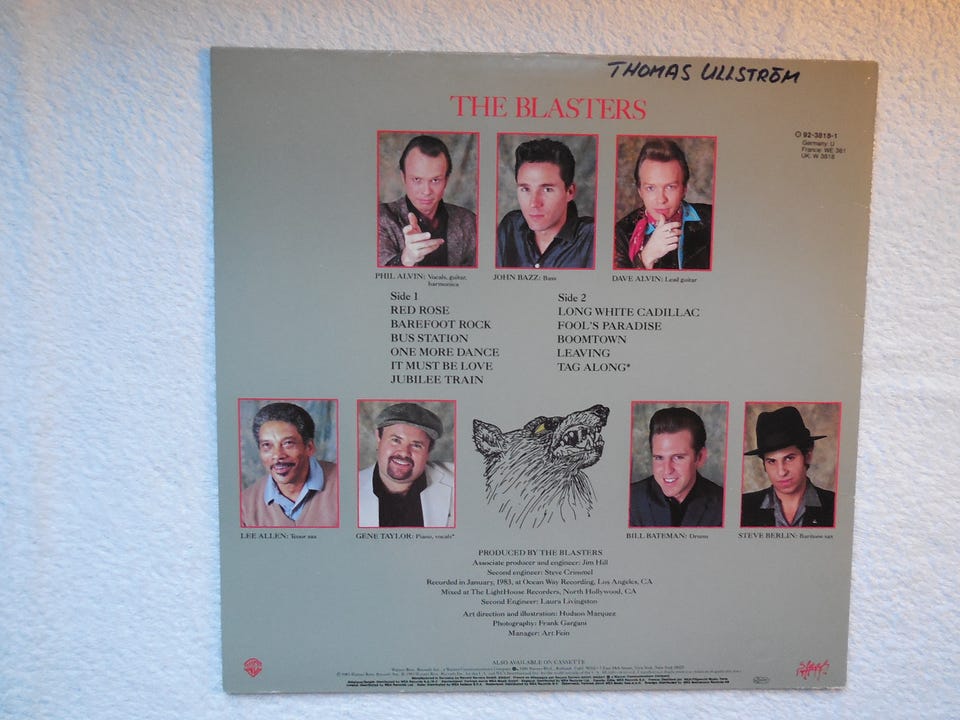 THOMAS ULLSTRÖM
THE BLASTERS
92-3818-1
Germany: U
France: WE 381
UK: W 3818
PHIL ALVIN: Vocals, guitar, harmonica
JOHN BAZZ: Bass
DAVE ALVIN: Lead guitar
Side 1
RED ROSE
BAREFOOT ROCK
BUS STATION
ONE MORE DANCE
IT MUST BE LOVE
JUBILEE TRAIN
Side 2
LONG WHITE CADILLAC
FOOL'S PARADISE
BOOMTOWN
LEAVING
TAG ALONG*
LEE ALLEN: Tenor sax
GENE TAYLOR: Piano, vocals*
BILL BATEMAN: Drums
STEVE BERLIN: Baritone sax
PRODUCED BY THE BLASTERS
Associate producer and engineer: Jim Hill
Second engineer: Steve Crimmel
Recorded in January, 1983, at Ocean Way Recording, Los Angeles, CA
Mixed at The LightHouse Recorders, North Hollywood, CA
Second Engineer: Laura Livingston
Art direction and illustration: Hudson Marquez
Photography: Frank Gargani
Manager: Art Fein
ALSO AVAILABLE ON CASSETTE
Slash